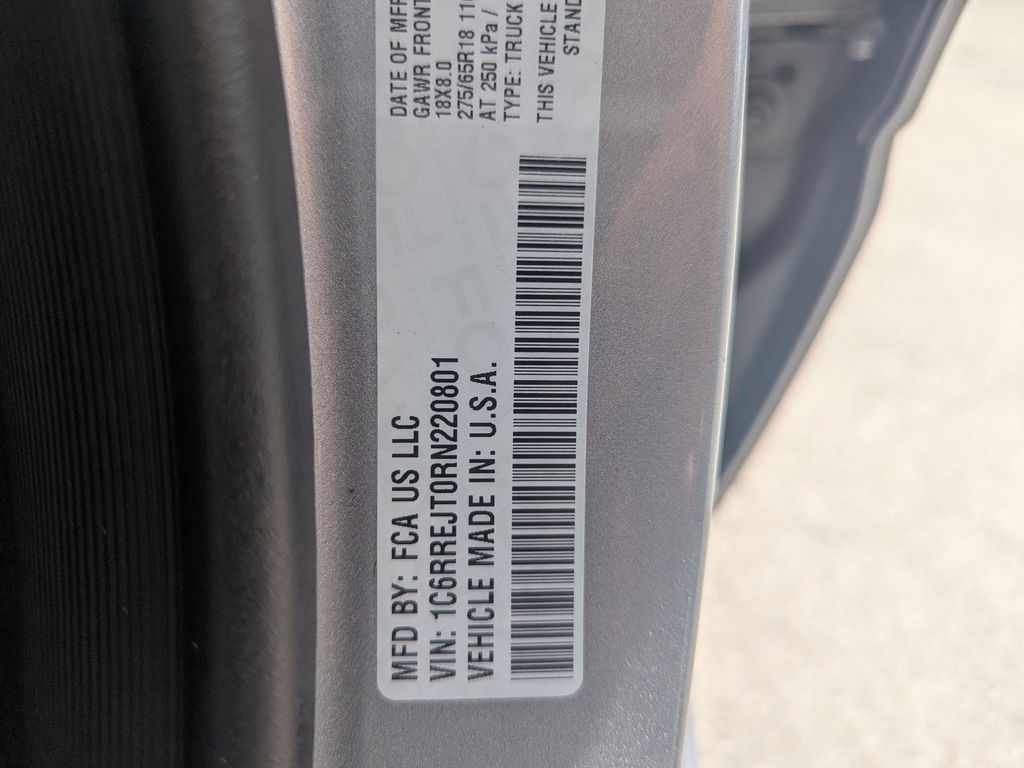 MFD BY: FCA US LLC
VIN: 1C6RREJT0RN220801
VEHICLE MADE IN: U.S.A.
DATE OF MFR
GAWR FRONT
18X8.0
275/65R18
AT 250 kPa /
TYPE: TRUCK
THIS VEHICLE
STAND